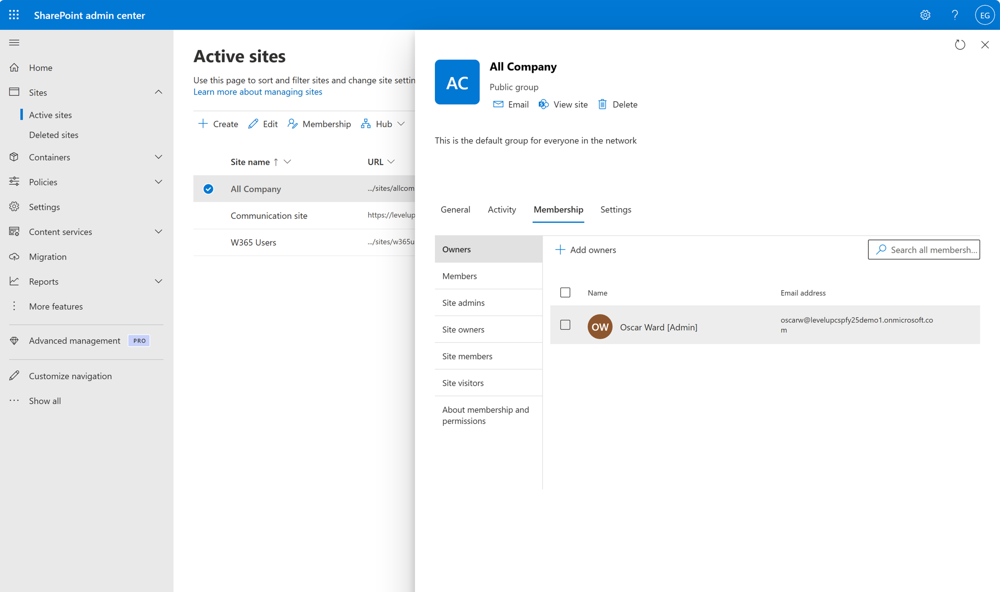 SharePoint admin center
EG
Home
Sites
Active sites
Deleted sites
Containers
Policies
Settings
Content services
Migration
Reports
More features
Advanced management PRO
Customize navigation
Show all
Active sites
Use this page to sort and filter sites and change site settin
Learn more about managing sites
Create Edit Membership Hub
Site name URL
All Company .../sites/allcom
Communication site https://levelup
W365 Users .../sites/w365u
AC
All Company
Public group
Email View site Delete
This is the default group for everyone in the network
General Activity Membership Settings
Owners
Members
Site admins
Site owners
Site members
Site visitors
About membership and
permissions
Add owners
Search all membersh...
Name Email address
OW Oscar Ward [Admin] oscarw@levelupcspfy25demo1.onmicrosoft.co
m